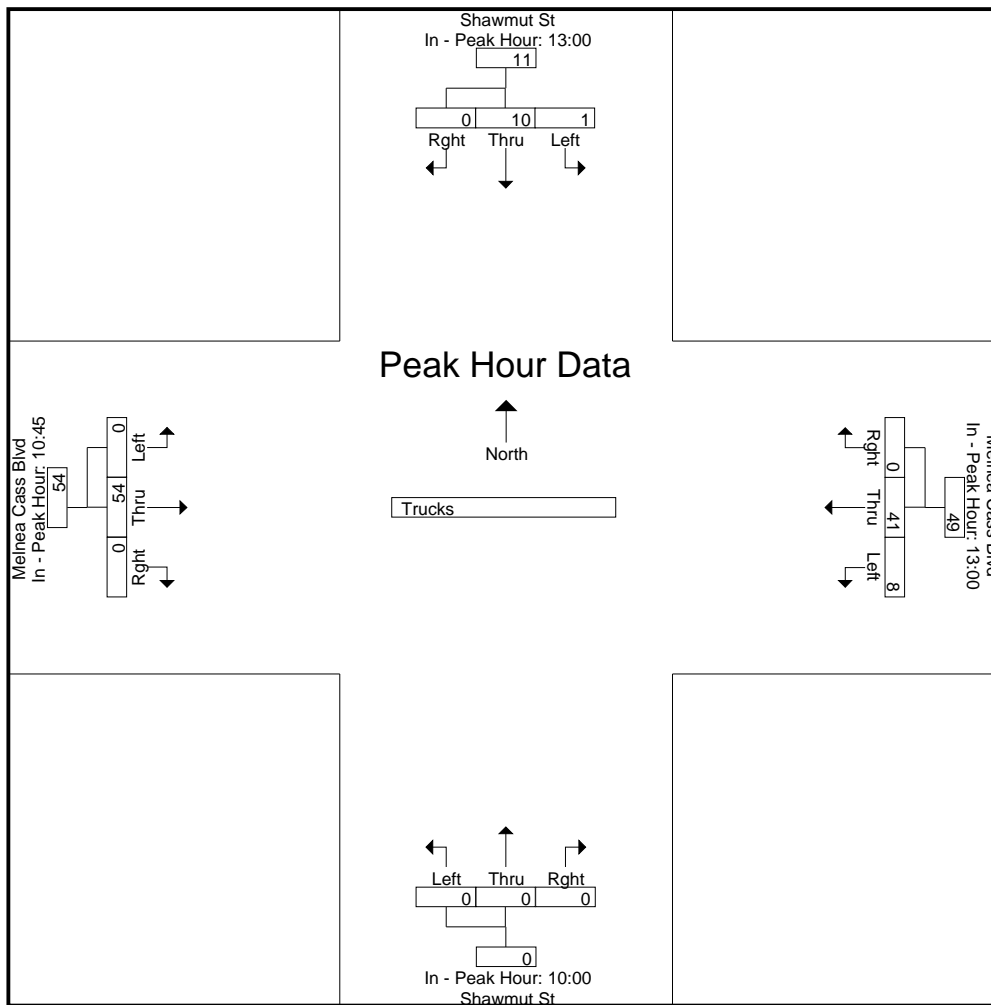 Shawmut St
In - Peak Hour: 13:00
11
0 10 1
Rght Thru Left
Peak Hour Data
North
Trucks
Melnea Cass Blvd
In - Peak Hour: 10:45
54
0 54 0
Left Thru Rght
Melnea Cass Blvd
In - Peak Hour: 13:00
49
0 41 8
Rght Thru Left
Left Thru Rght
0 0 0
0
In - Peak Hour: 10:00
Shawmut St